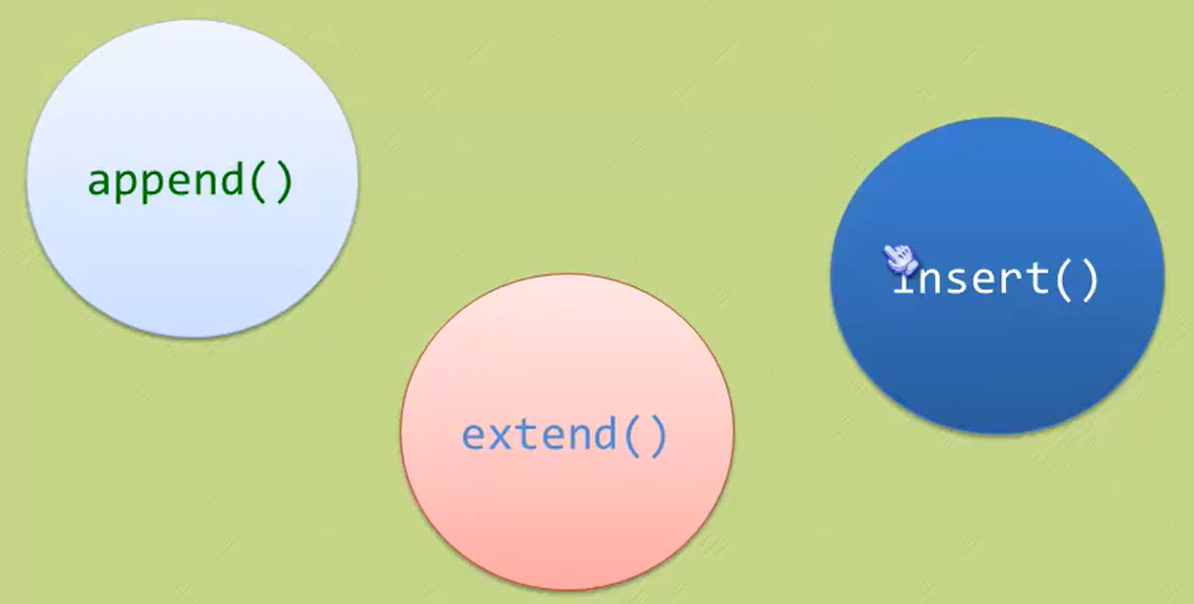 append()
insert()
extend()